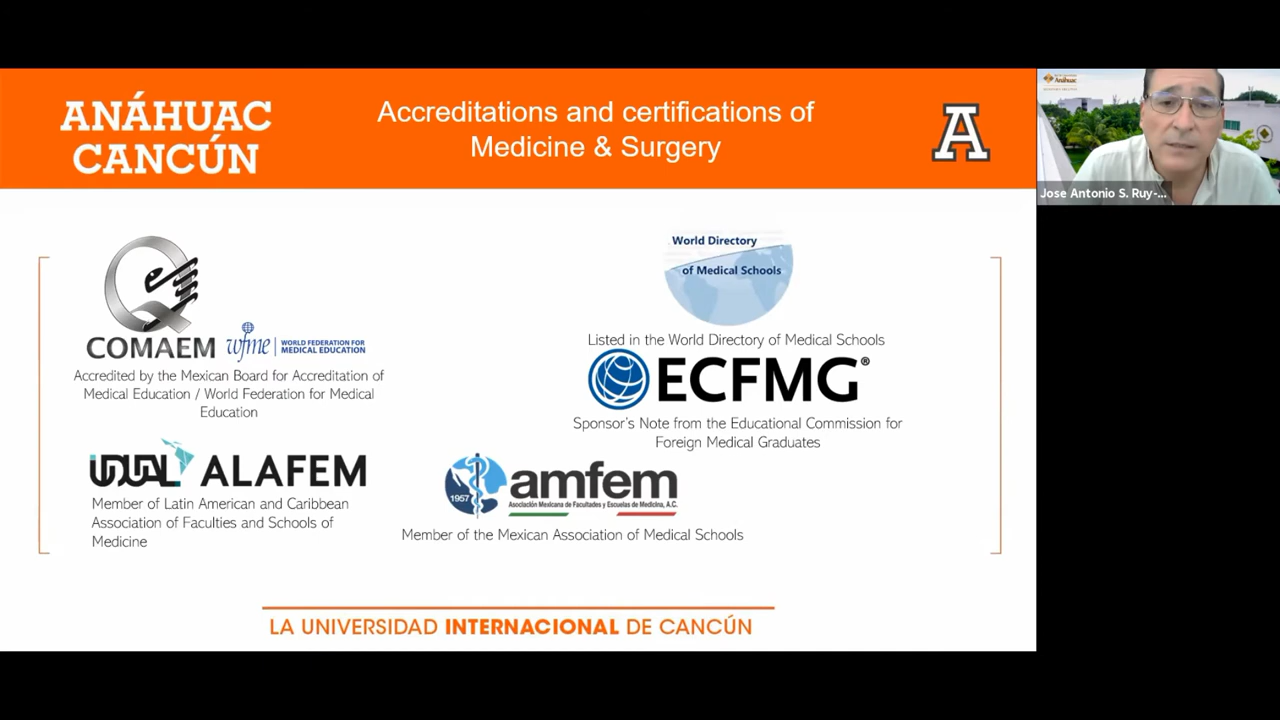 ANÁHUAC
CANCÚN
Accreditations and certifications of
Medicine & Surgery
A
Anáhuac
Jose Antonio S. Ruy-...
COMAEM
wfme
WORLD FEDERATION FOR
MEDICAL EDUCATION
Accredited by the Mexican Board for Accreditation of
Medical Education / World Federation for Medical
Education
World Directory
of Medical Schools
Listed in the World Directory of Medical Schools
ECFMG®
Sponsor's Note from the Educational Commission for
Foreign Medical Graduates
UDUAL ALAFEM
Member of Latin American and Caribbean
Association of Faculties and Schools of
Medicine
1957
amfem
Asociación Mexicana de Facultades y Escuelas de Medicina, A.C.
Member of the Mexican Association of Medical Schools
LA UNIVERSIDAD INTERNACIONAL DE CANCÚN